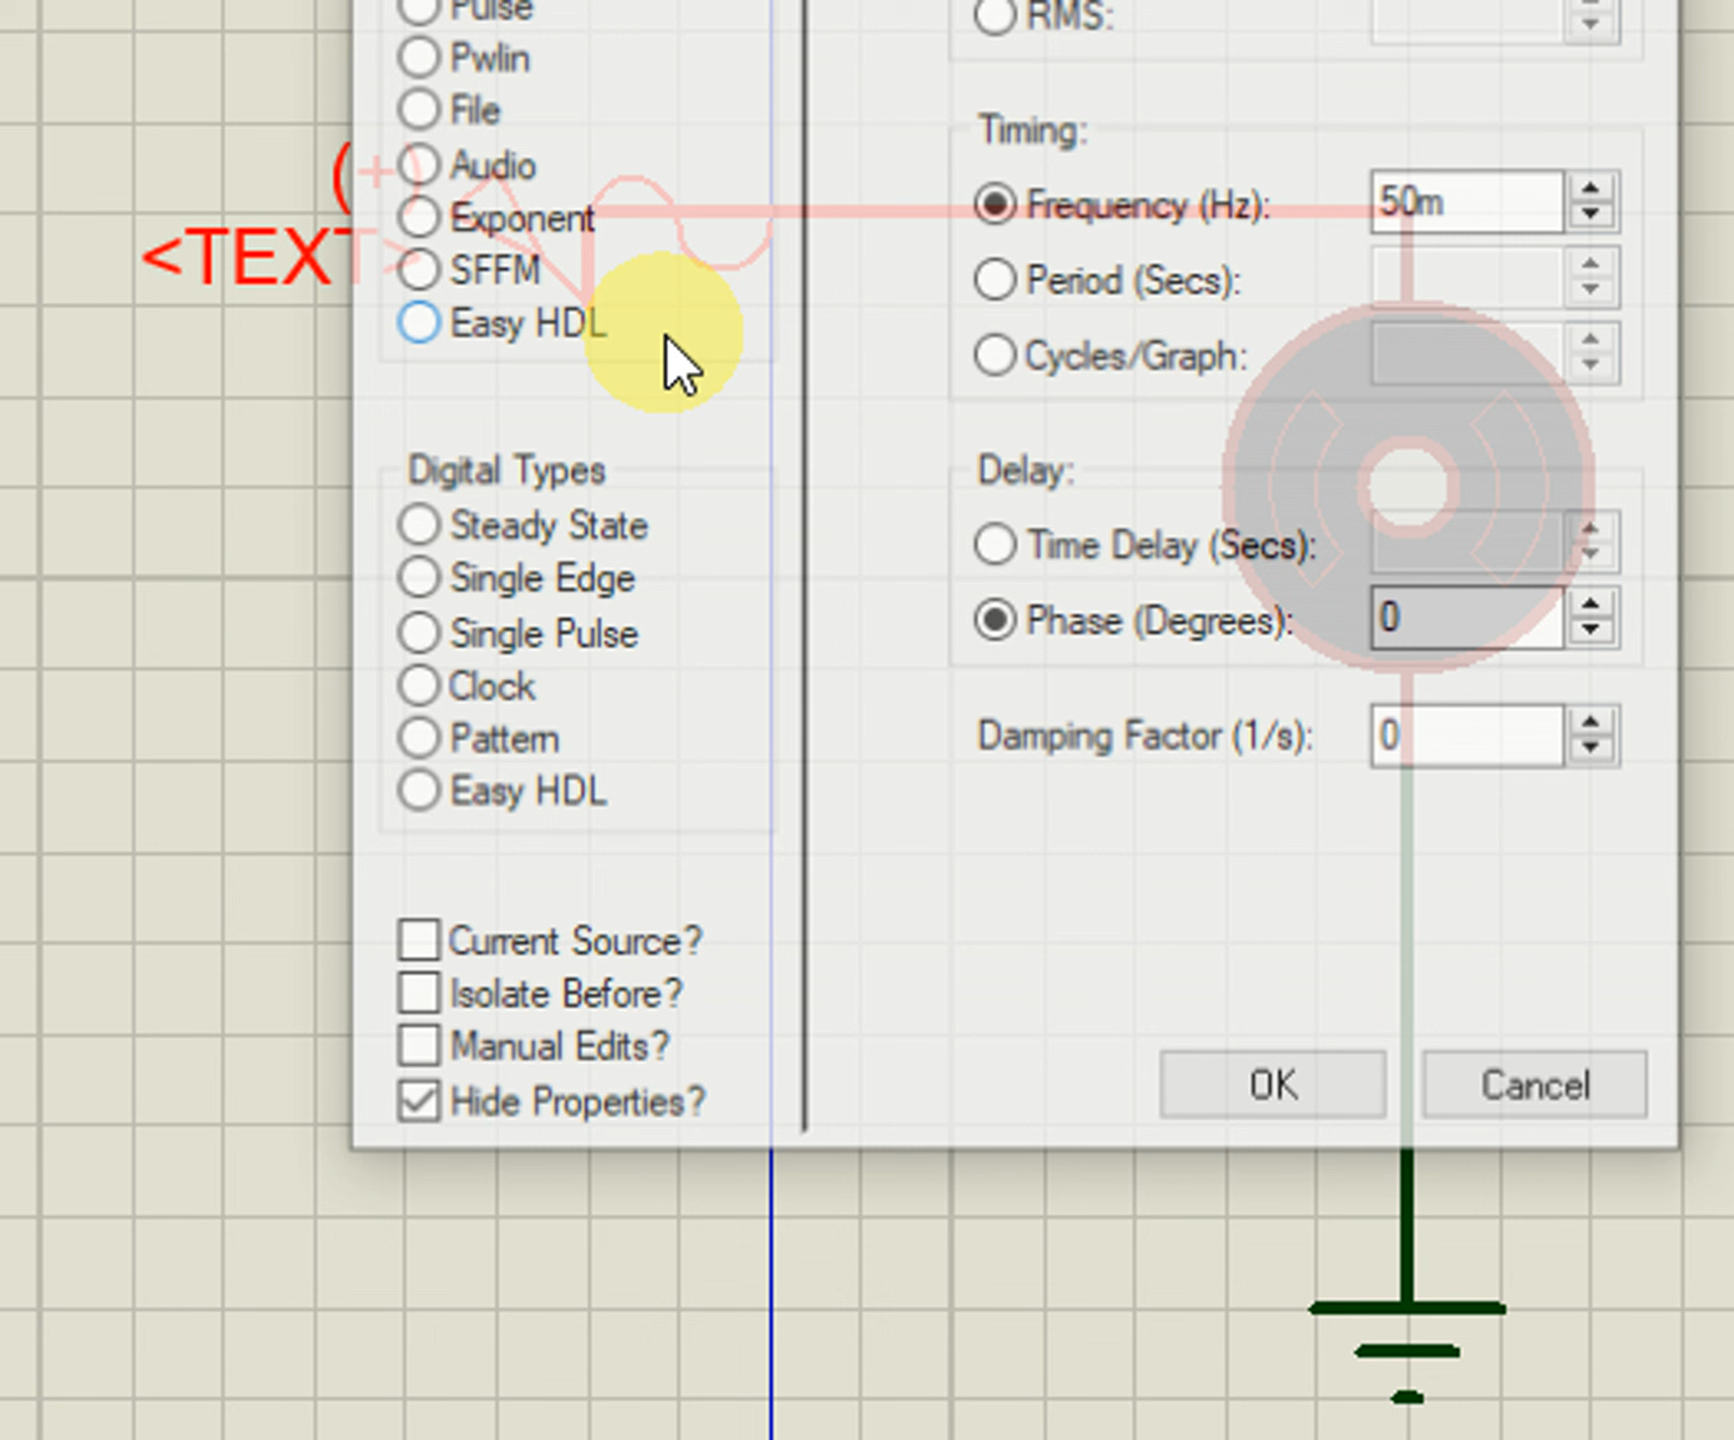 Pulse
Pwlin
File
Audio
Exponent
SFFM
Easy HDL
(+)
<TEXT>
Digital Types
Steady State
Single Edge
Single Pulse
Clock
Pattern
Easy HDL
Current Source?
Isolate Before?
Manual Edits?
Hide Properties?
RMS:
Timing:
Frequency (Hz): 50m
Period (Secs):
Cycles/Graph:
Delay:
Time Delay (Secs):
Phase (Degrees): 0
Damping Factor (1/s): 0
OK Cancel